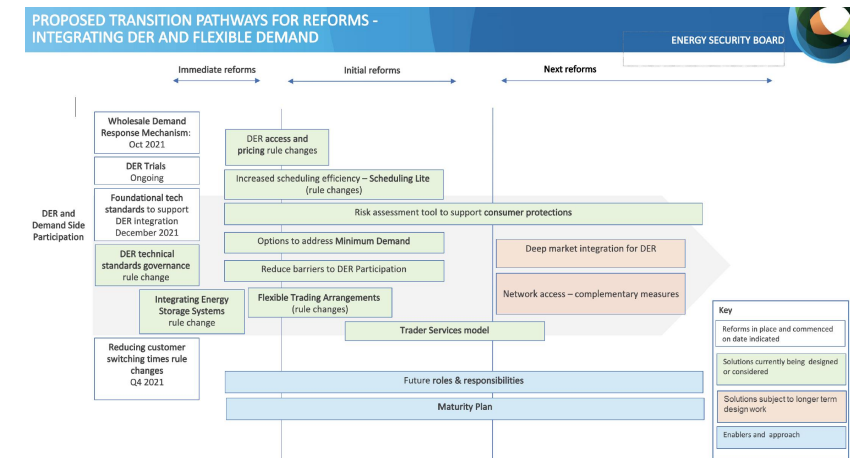 PROPOSED TRANSITION PATHWAYS FOR REFORMS -
INTEGRATING DER AND FLEXIBLE DEMAND
ENERGY SECURITY BOARD
Immediate reforms
Initial reforms
Next reforms
DER and
Demand Side
Participation
Wholesale Demand
Response Mechanism:
Oct 2021
DER access and
pricing rule changes
DER Trials
Ongoing
Increased scheduling efficiency – Scheduling Lite
(rule changes)
Foundational tech
standards to support
DER integration
December 2021
Risk assessment tool to support consumer protections
Options to address Minimum Demand
Deep market integration for DER
DER technical
standards governance
rule change
Reduce barriers to DER Participation
Integrating Energy
Storage Systems
rule change
Flexible Trading Arrangements
(rule changes)
Network access – complementary measures
Trader Services model
Reducing customer
switching times rule
changes
Q4 2021
Future roles & responsibilities
Maturity Plan
Key
Reforms in place and commenced
on date indicated
Solutions currently being designed
or considered
Solutions subject to longer term
design work
Enablers and approach